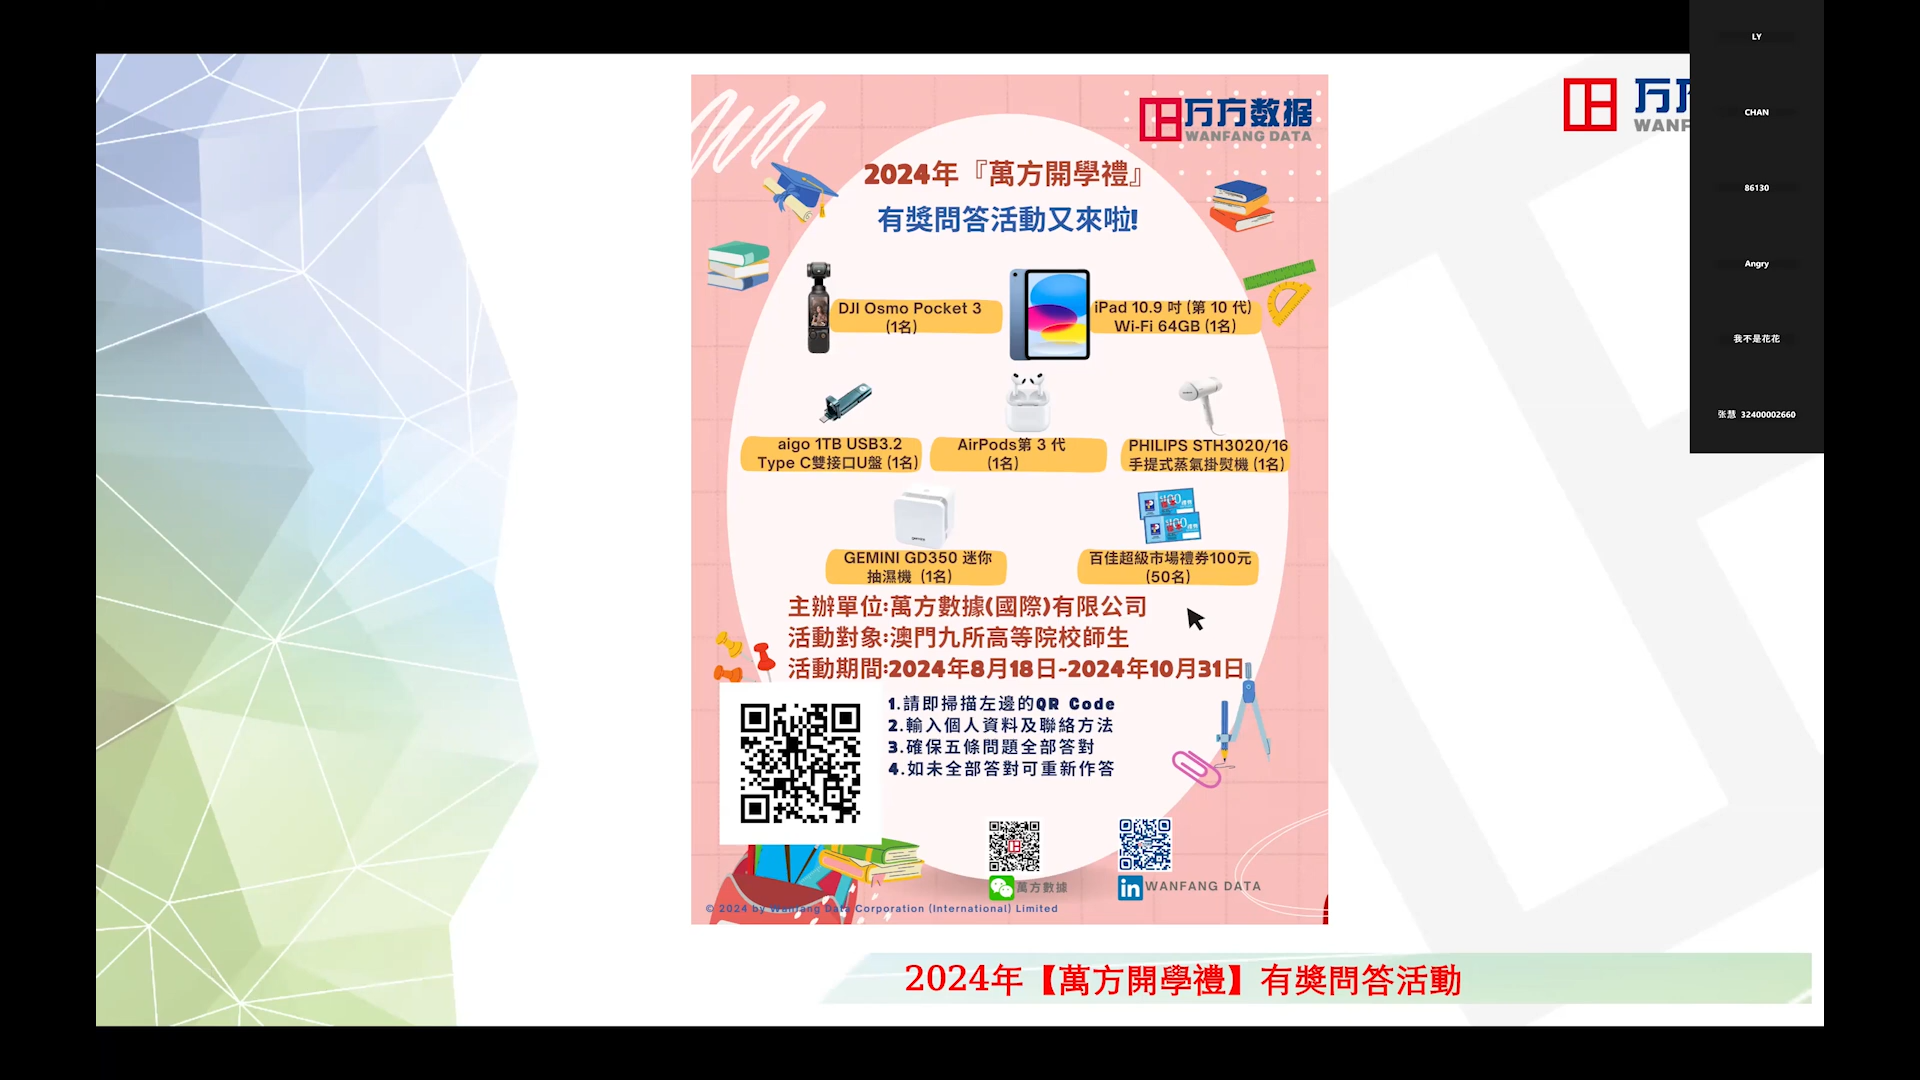 万方数据
WANFANG DATA
2024年『萬方開學禮』
有獎問答活動又來啦!
DJI Osmo Pocket 3
(1名)
iPad 10.9 吋 (第 10 代)
Wi-Fi 64GB (1名)
aigo 1TB USB3.2
Type C雙接口U盤 (1名)
AirPods第 3 代
(1名)
PHILIPS STH3020/16
手提式蒸氣掛熨機 (1名)
GEMINI GD350 迷你
抽濕機 (1名)
百佳超級市場禮券100元
(50名)
主辦單位:萬方數據(國際)有限公司
活動對象:澳門九所高等院校師生
活動期間:2024年8月18日-2024年10月31日
1.請即掃描左邊的QR Code
2.輸入個人資料及聯絡方法
3.確保五條問題全部答對
4.如未全部答對可重新作答
萬方數據
WANFANG DATA
© 2024 by Wanfang Data Corporation (International) Limited
2024年【萬方開學禮】有獎問答活動
万
WANF
LY
CHAN
86130
Angry
我不是花花
张慧 32400002660